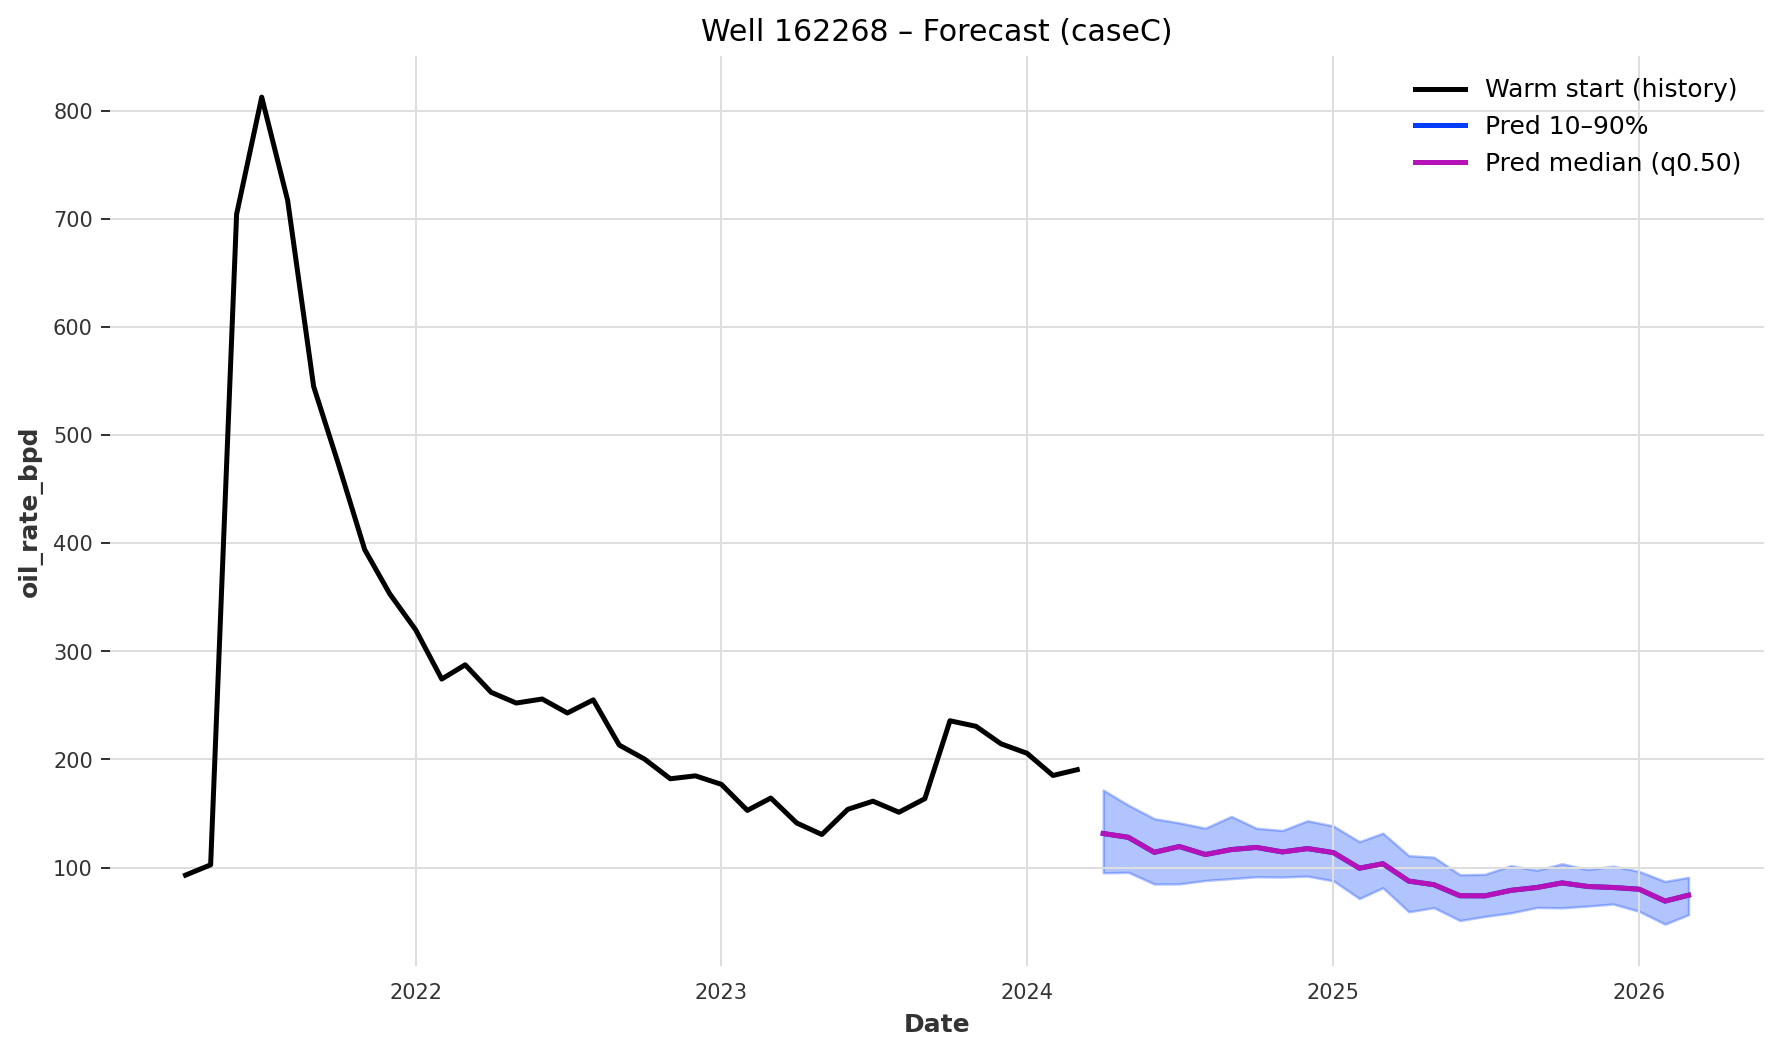 Well 162268 – Forecast (caseC)
Warm start (history)
Pred 10–90%
Pred median (q0.50)
oil_rate_bpd
800
700
600
500
400
300
200
100
2022
2023
2024
2025
2026
Date